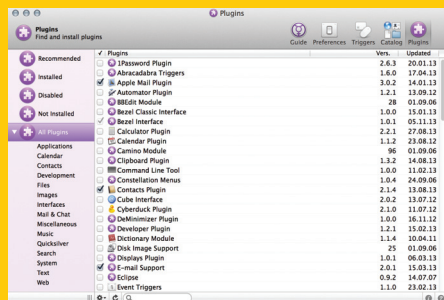 Plugins
Plugins
Find and install plugins
Guide Preferences Triggers Catalog Plugins
Recommended
Installed
Disabled
Not Installed
All Plugins
Applications
Calendar
Contacts
Development
Files
Images
Interfaces
Mail & Chat
Miscellaneous
Music
Quicksilver
Search
System
Text
Web
✓ Plugins Vers. Updated
1Password Plugin 2.6.3 20.01.13
Abracadabra Triggers 1.6.0 17.04.13
Apple Mail Plugin 3.0.2 14.01.13
Automator Plugin 1.2.1 13.09.12
BBEdit Module 28 01.09.06
Bezel Classic Interface 1.0.0 15.01.13
Bezel Interface 1.0.1 05.11.13
Calculator Plugin 2.2.1 27.08.13
Calendar Plugin 1.1.2 23.08.12
Camino Module 96 01.09.06
Clipboard Plugin 1.3.2 14.08.13
Command Line Tool 1.0.0 11.02.13
Constellation Menus 1.0.4 24.09.06
Contacts Plugin 2.1.4 13.08.13
Cube Interface 2.0.2 13.07.12
Cyberduck Plugin 2.1.0 11.07.12
DeMinimizer Plugin 1.0.0 16.11.12
Developer Plugin 1.2.1 15.02.13
Dictionary Module 1.1.4 10.04.11
Disk Image Support 25 01.09.06
Displays Plugin 1.0.1 06.03.13
E-mail Support 2.0.1 15.03.13
Eclipse 0.9.2 14.07.07
Event Triggers 1.1.0 23.02.13